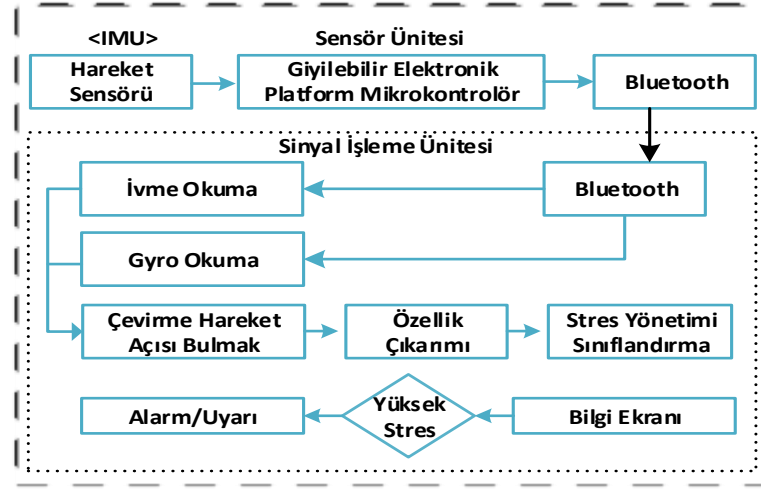 <IMU>
Sensör Ünitesi
Hareket
Sensörü
Giyilebilir Elektronik
Platform Mikrokontrolör
Bluetooth
Sinyal İşleme Ünitesi
İvme Okuma
Bluetooth
Gyro Okuma
Çevirme Hareket
Açısı Bulmak
Özellik
Çıkarımı
Stres Yönetimi
Sınıflandırma
Alarm/Uyarı
Yüksek
Stres
Bilgi Ekranı